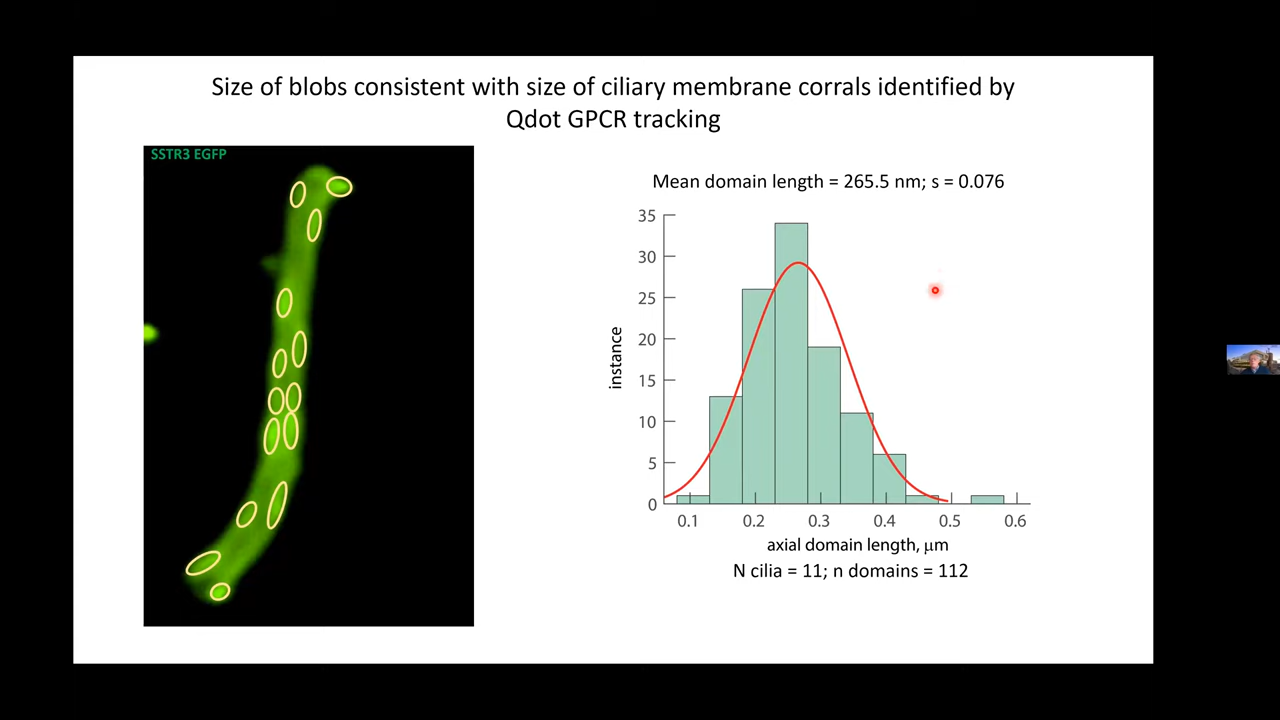 Size of blobs consistent with size of ciliary membrane corrals identified by
Qdot GPCR tracking
SSTR3 EGFP
Mean domain length = 265.5 nm; s = 0.076
35
30
25
20
15
10
5
0
instance
0.1 0.2 0.3 0.4 0.5 0.6
axial domain length, μm
N cilia = 11; n domains = 112